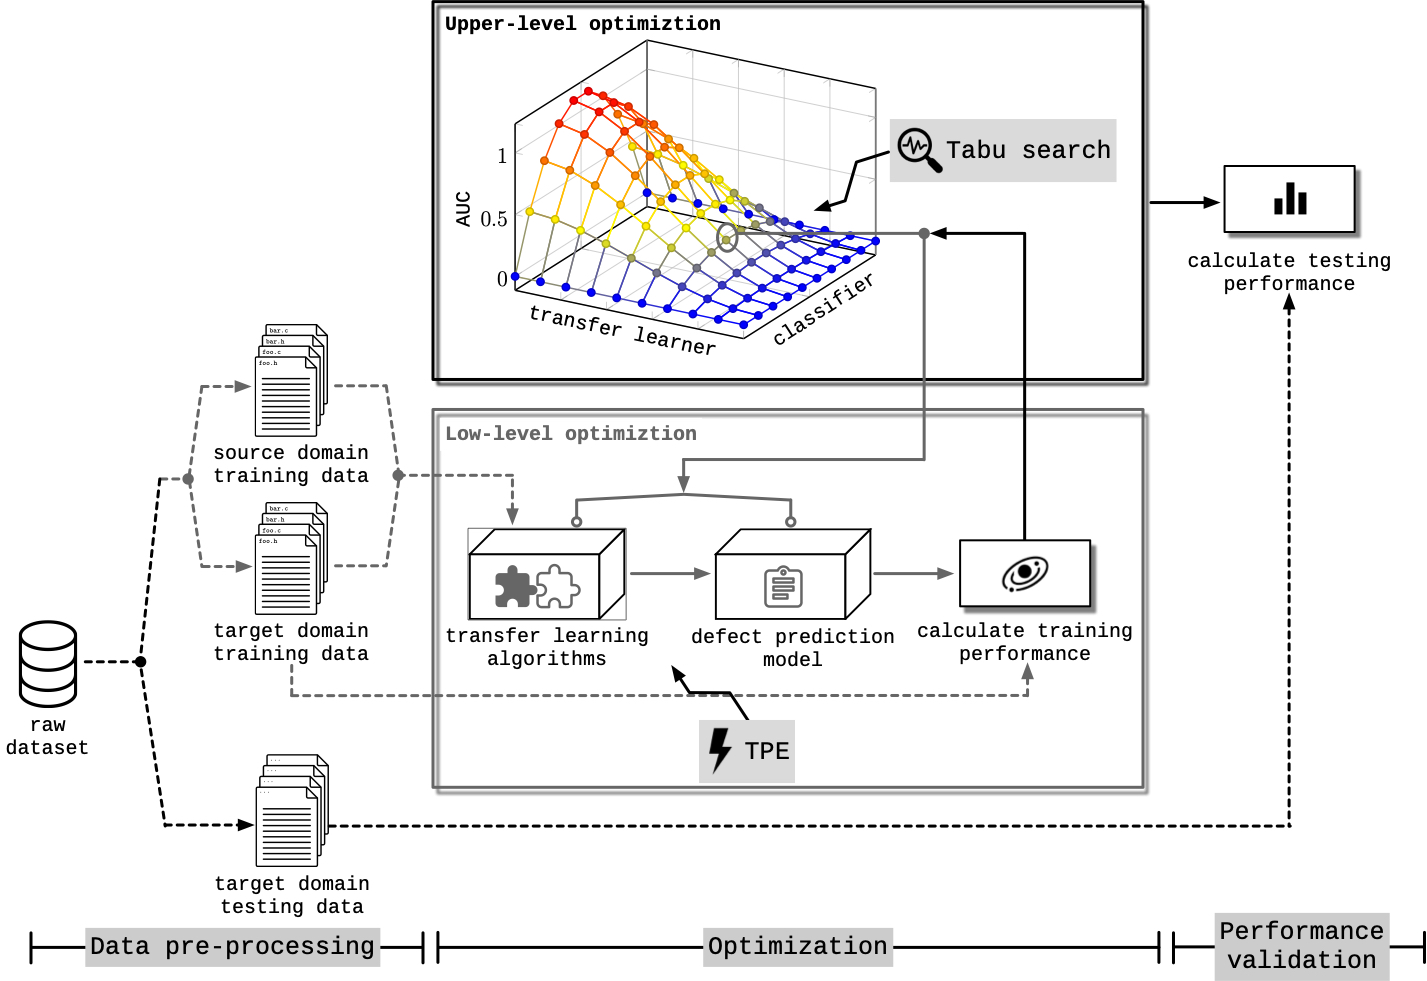 Upper-level optimiztion
1
0.5
0
AUC
transfer learner
classifier
Tabu search
calculate testing
performance
bar.c
bar.h
foo.c
foo.h
source domain
training data
bar.c
bar.h
foo.c
foo.h
target domain
training data
Low-level optimiztion
transfer learning
algorithms
defect prediction
model
calculate training
performance
TPE
raw
dataset
...
...
...
...
target domain
testing data
Data pre-processing
Optimization
Performance
validation